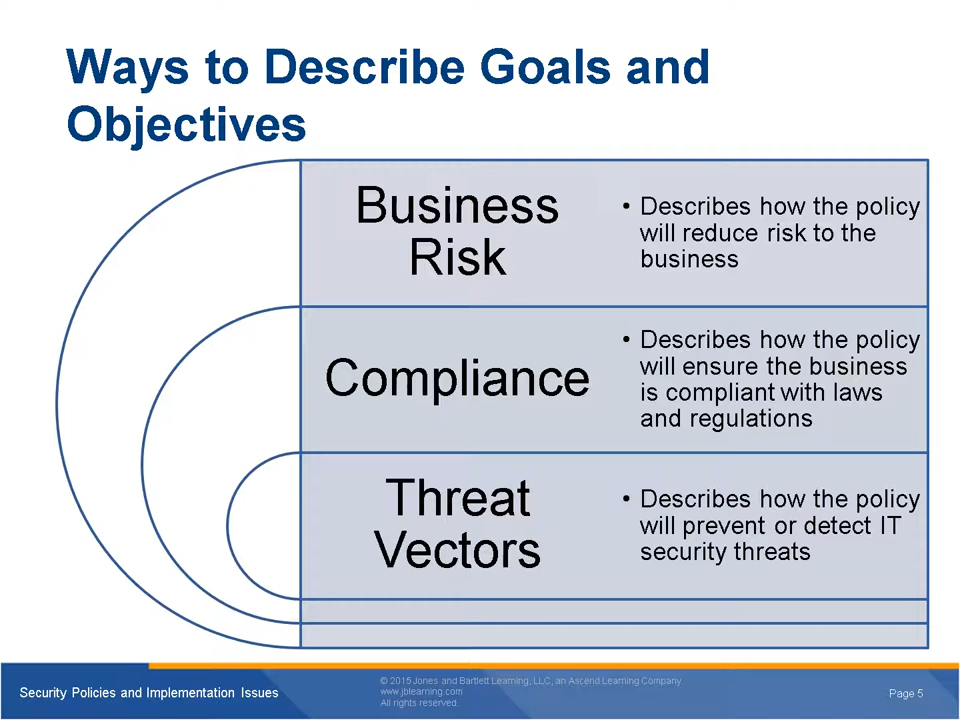 Ways to Describe Goals and
Objectives
Business
Risk
• Describes how the policy
will reduce risk to the
business
Compliance
• Describes how the policy
will ensure the business
is compliant with laws
and regulations
Threat
Vectors
• Describes how the policy
will prevent or detect IT
security threats
Security Policies and Implementation Issues
© 2015 Jones and Bartlett Learning, LLC, an Ascend Learning Company
www.jblearning.com
All rights reserved.
Page 5